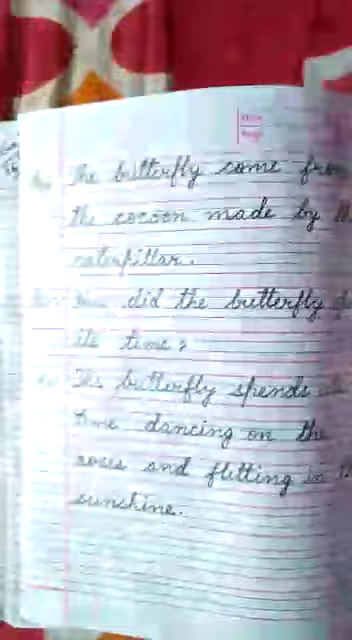 The butterfly come from
the cocoon made by
caterpillar.
did the butterfly
its time?
The butterfly spends
time dancing on the
roses and flitting in
sunshine.